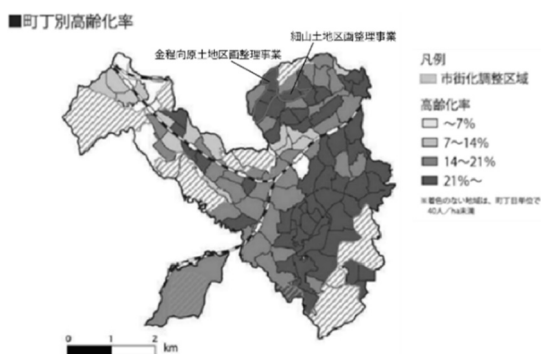 ■町丁別高齢化率
細山土地区画整理事業
金程向原土地区画整理事業
凡例
市街化調整区域
高齢化率
～7%
7～14%
14～21%
21%～
※着色のない地域は、町丁目単位で
40人／ha未満
0 1 2 km